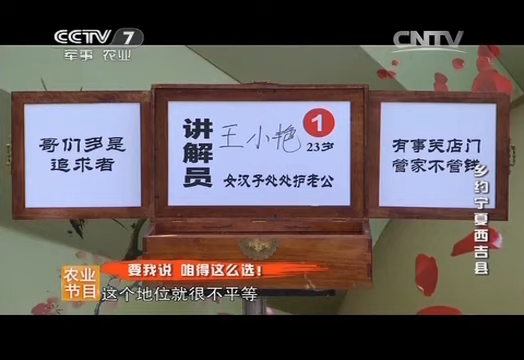 CCTV 7
军事 农业
CNTV
哥们多是
追求者
讲解员
王小艳
1
23岁
女汉子处处护老公
有事关店门
管家不管钱
乡约宁夏西吉县
要我说 咱得这么选!
农业
节目
这个地位就很不平等